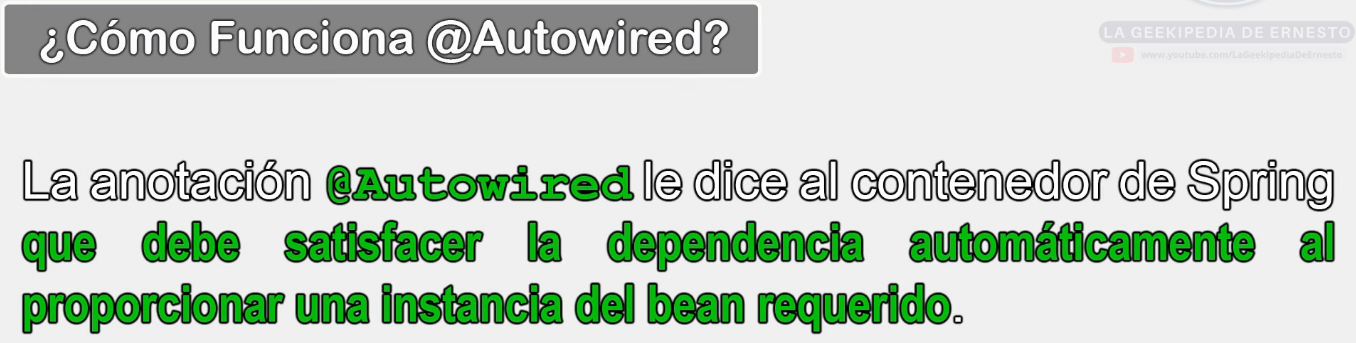 ¿Cómo Funciona @Autowired?
LA GEEKIPEDIA DE ERNESTO
www.youtube.com/LaGeekipediaDeErnesto
La anotación @Autowired le dice al contenedor de Spring
que debe satisfacer la dependencia automáticamente al
proporcionar una instancia del bean requerido.